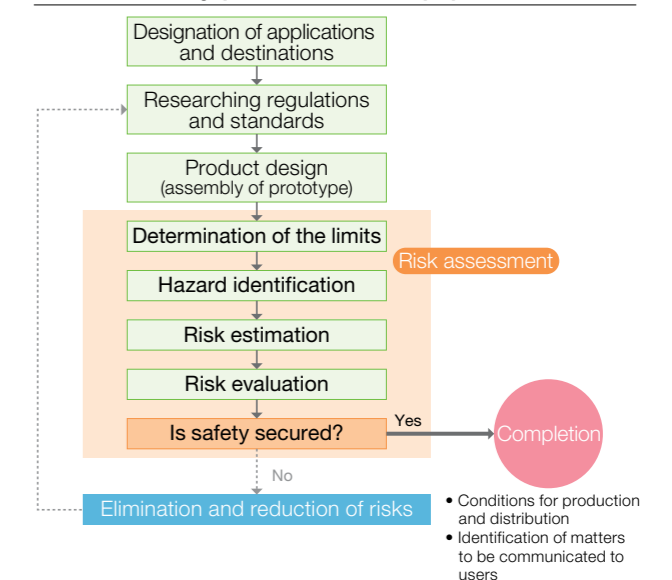 Designation of applications
and destinations
Researching regulations
and standards
Product design
(assembly of prototype)
Determination of the limits
Risk assessment
Hazard identification
Risk estimation
Risk evaluation
Is safety secured?
Yes
Completion
No
Elimination and reduction of risks
• Conditions for production
and distribution
• Identification of matters
to be communicated to
users